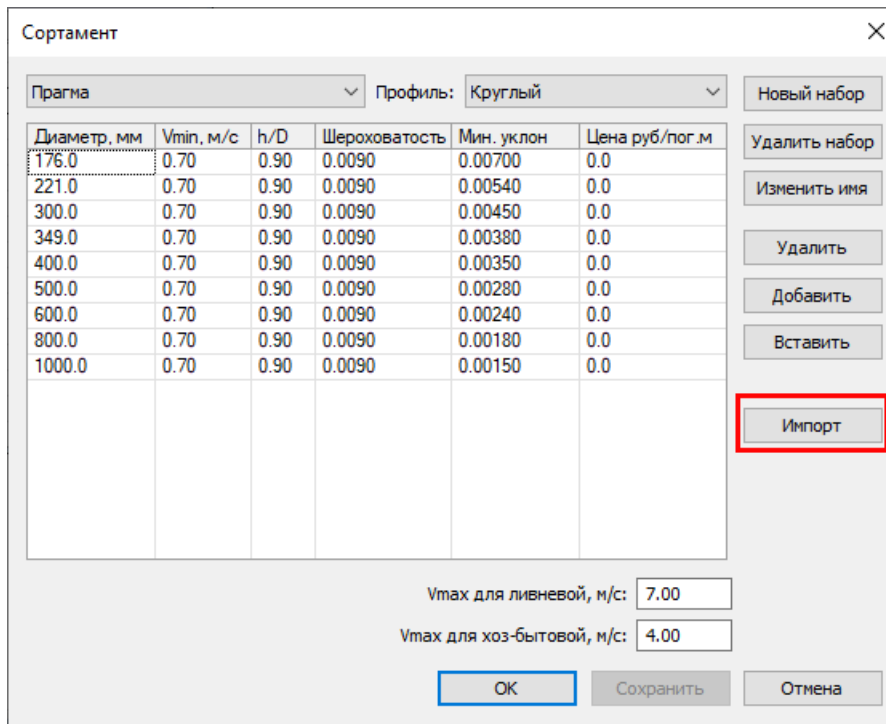 Сортамент
Прагма Профиль: Круглый Новый набор
Диаметр, мм Vmin, м/с h/D Шероховатость Мин. уклон Цена руб/пог.м Удалить набор
176.0 0.70 0.90 0.0090 0.00700 0.0
221.0 0.70 0.90 0.0090 0.00540 0.0 Изменить имя
300.0 0.70 0.90 0.0090 0.00450 0.0
349.0 0.70 0.90 0.0090 0.00380 0.0 Удалить
400.0 0.70 0.90 0.0090 0.00350 0.0
500.0 0.70 0.90 0.0090 0.00280 0.0 Добавить
600.0 0.70 0.90 0.0090 0.00240 0.0
800.0 0.70 0.90 0.0090 0.00180 0.0 Вставить
1000.0 0.70 0.90 0.0090 0.00150 0.0
Импорт
Vmax для ливневой, м/с: 7.00
Vmax для хоз-бытовой, м/с: 4.00
ОК Сохранить Отмена